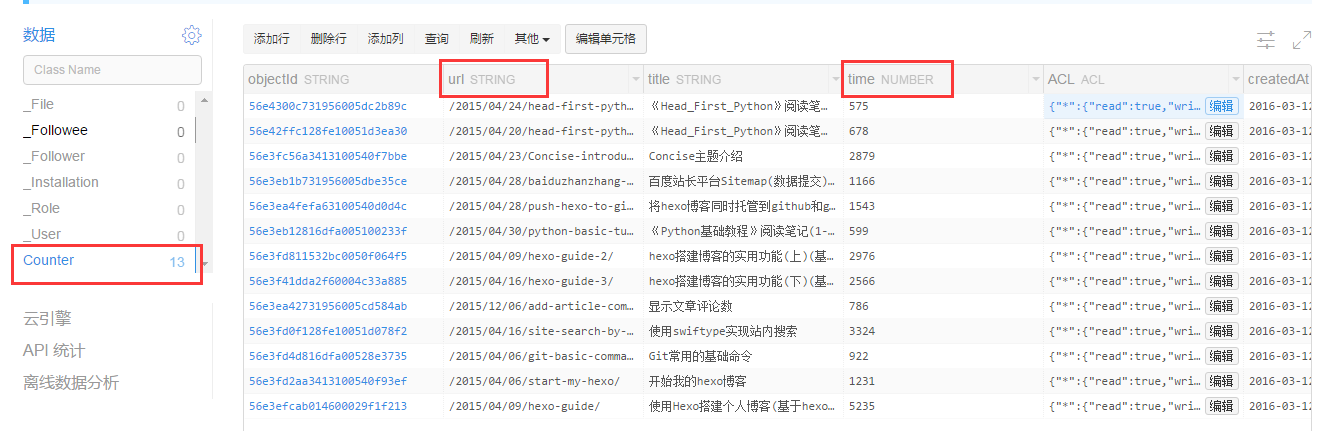 数据
Class Name
_File 0
_Followee 0
_Follower 0
_Installation 0
_Role 0
_User 0
Counter 13
云引擎
API 统计
离线数据分析
添加行 删除行 添加列 查询 刷新 其他 编辑单元格
objectId STRING url STRING title STRING time NUMBER ACL ACL createdAt
56e4300c731956005dc2b89c /2015/04/24/head-first-pyth… 《Head_First_Python》阅读笔… 575 {"*":{"read":true,"wri… 编辑 2016-03-12
56e42ffc128fe10051d3ea30 /2015/04/20/head-first-pyth… 《Head_First_Python》阅读笔… 678 {"*":{"read":true,"wri… 编辑 2016-03-12
56e3fc56a3413100540f7bbe /2015/04/23/Concise-introdu… Concise主题介绍 2879 {"*":{"read":true,"wri… 编辑 2016-03-12
56e3eb1b731956005dbe35ce /2015/04/28/baiduzhanzhang-… 百度站长平台Sitemap(数据提交)… 1166 {"*":{"read":true,"wri… 编辑 2016-03-12
56e3ea4fefa63100540d0d4c /2015/04/28/push-hexo-to-gi… 将hexo博客同时托管到github和g… 1543 {"*":{"read":true,"wri… 编辑 2016-03-12
56e3eb12816dfa005100233f /2015/04/30/python-basic-tu… 《Python基础教程》阅读笔记(1-… 599 {"*":{"read":true,"wri… 编辑 2016-03-12
56e3fd811532bc0050f064f5 /2015/04/09/hexo-guide-2/ hexo搭建博客的实用功能(上)(基… 2976 {"*":{"read":true,"wri… 编辑 2016-03-12
56e3f41dda2f60004c33a885 /2015/04/16/hexo-guide-3/ hexo搭建博客的实用功能(下)(基… 2566 {"*":{"read":true,"wri… 编辑 2016-03-12
56e3ea42731956005cd584ab /2015/12/06/add-article-com… 显示文章评论数 786 {"*":{"read":true,"wri… 编辑 2016-03-12
56e3fd0f128fe10051d078f2 /2015/04/16/site-search-by-… 使用swiftype实现站内搜索 3324 {"*":{"read":true,"wri… 编辑 2016-03-12
56e3fd4d816dfa00528e3735 /2015/04/06/git-basic-comma… Git常用的基础命令 922 {"*":{"read":true,"wri… 编辑 2016-03-12
56e3fd2aa3413100540f93ef /2015/04/06/start-my-hexo/ 开始我的hexo博客 1231 {"*":{"read":true,"wri… 编辑 2016-03-12
56e3efcab014600029f1f213 /2015/04/09/hexo-guide/ 使用Hexo搭建个人博客(基于hexo… 5235 {"*":{"read":true,"wri… 编辑 2016-03-12